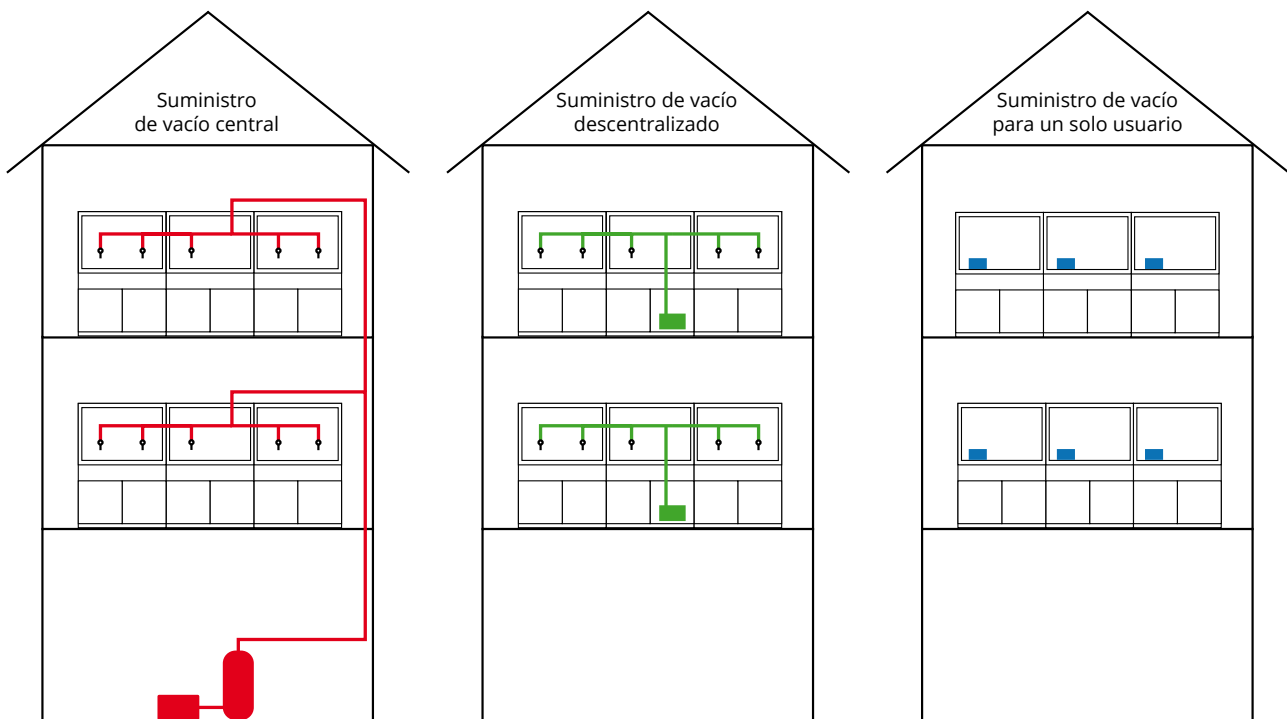 Suministro
de vacío central
Suministro de vacío
descentralizado
Suministro de vacío
para un solo usuario